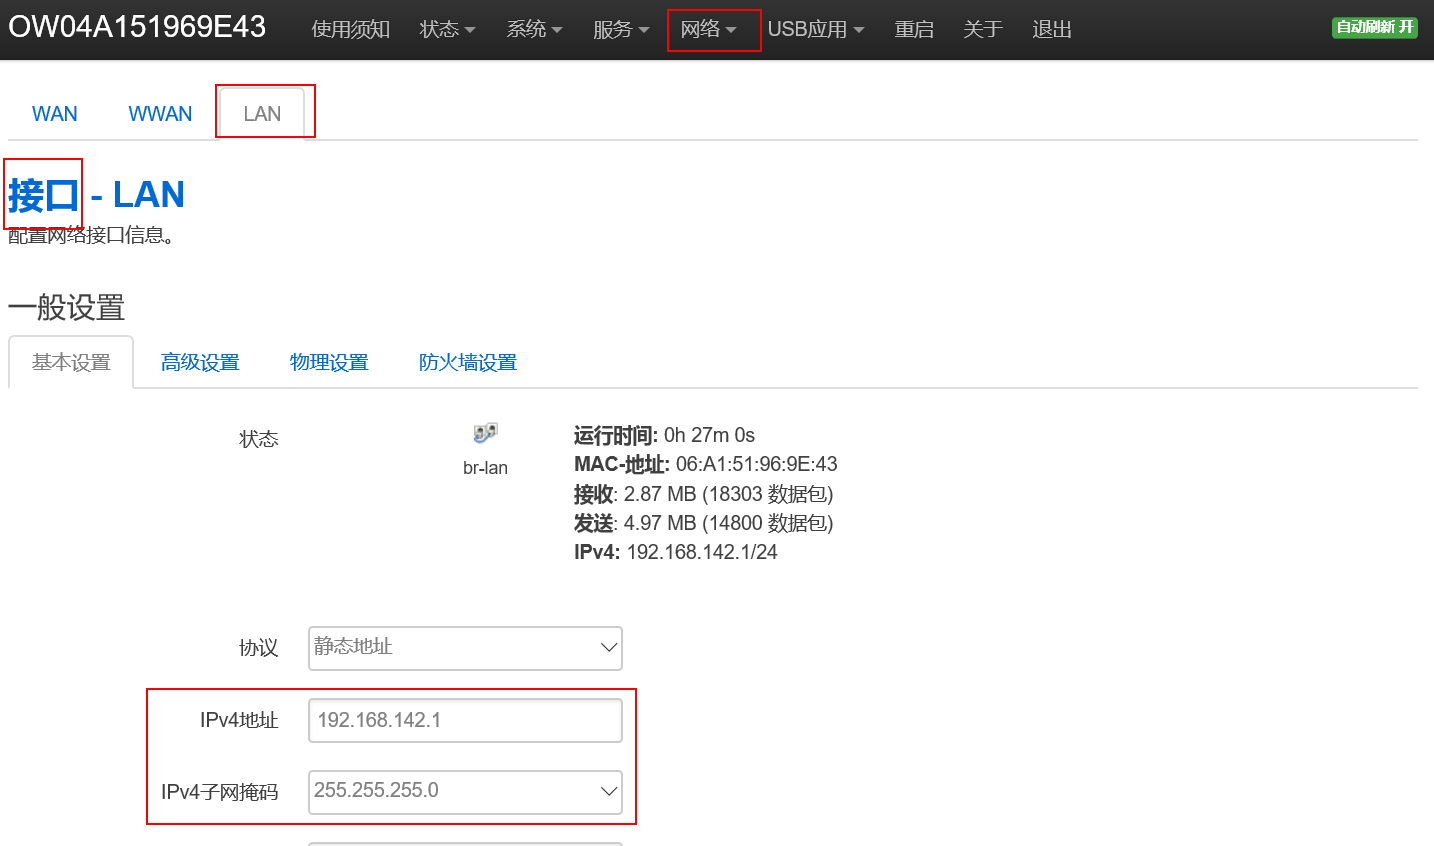 OW04A151969E43 使用须知 状态 系统 服务 网络 USB应用 重启 关于 退出 自动刷新 开
WAN WWAN LAN
接口 - LAN
配置网络接口信息。
一般设置
基本设置 高级设置 物理设置 防火墙设置
状态
br-lan
运行时间: 0h 27m 0s
MAC-地址: 06:A1:51:96:9E:43
接收: 2.87 MB (18303 数据包)
发送: 4.97 MB (14800 数据包)
IPv4: 192.168.142.1/24
协议 静态地址
IPv4地址 192.168.142.1
IPv4子网掩码 255.255.255.0